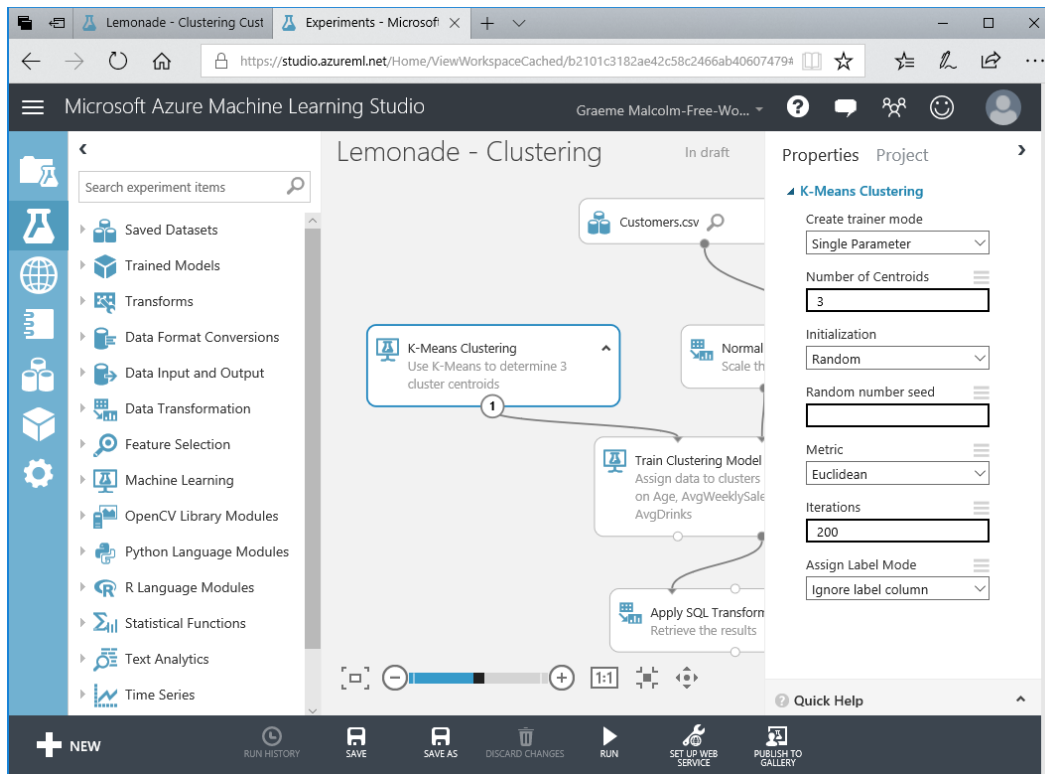 Lemonade - Clustering Cust
Experiments - Microsof
https://studio.azureml.net/Home/ViewWorkspaceCached/b2101c3182ae42c58c2466ab40607479#
Microsoft Azure Machine Learning Studio
Graeme Malcolm-Free-Wo...
Search experiment items
Saved Datasets
Trained Models
Transforms
Data Format Conversions
Data Input and Output
Data Transformation
Feature Selection
Machine Learning
OpenCV Library Modules
Python Language Modules
R Language Modules
Statistical Functions
Text Analytics
Time Series
Lemonade - Clustering
In draft
Customers.csv
K-Means Clustering
Use K-Means to determine 3
cluster centroids
1
Normal
Scale th
Train Clustering Model
Assign data to clusters
on Age, AvgWeeklySale
AvgDrinks
Apply SQL Transform
Retrieve the results
1:1
Properties Project
K-Means Clustering
Create trainer mode
Single Parameter
Number of Centroids
3
Initialization
Random
Random number seed
Metric
Euclidean
Iterations
200
Assign Label Mode
Ignore label column
Quick Help
NEW
RUN HISTORY
SAVE
SAVE AS
DISCARD CHANGES
RUN
SET UP WEB
SERVICE
PUBLISH TO
GALLERY